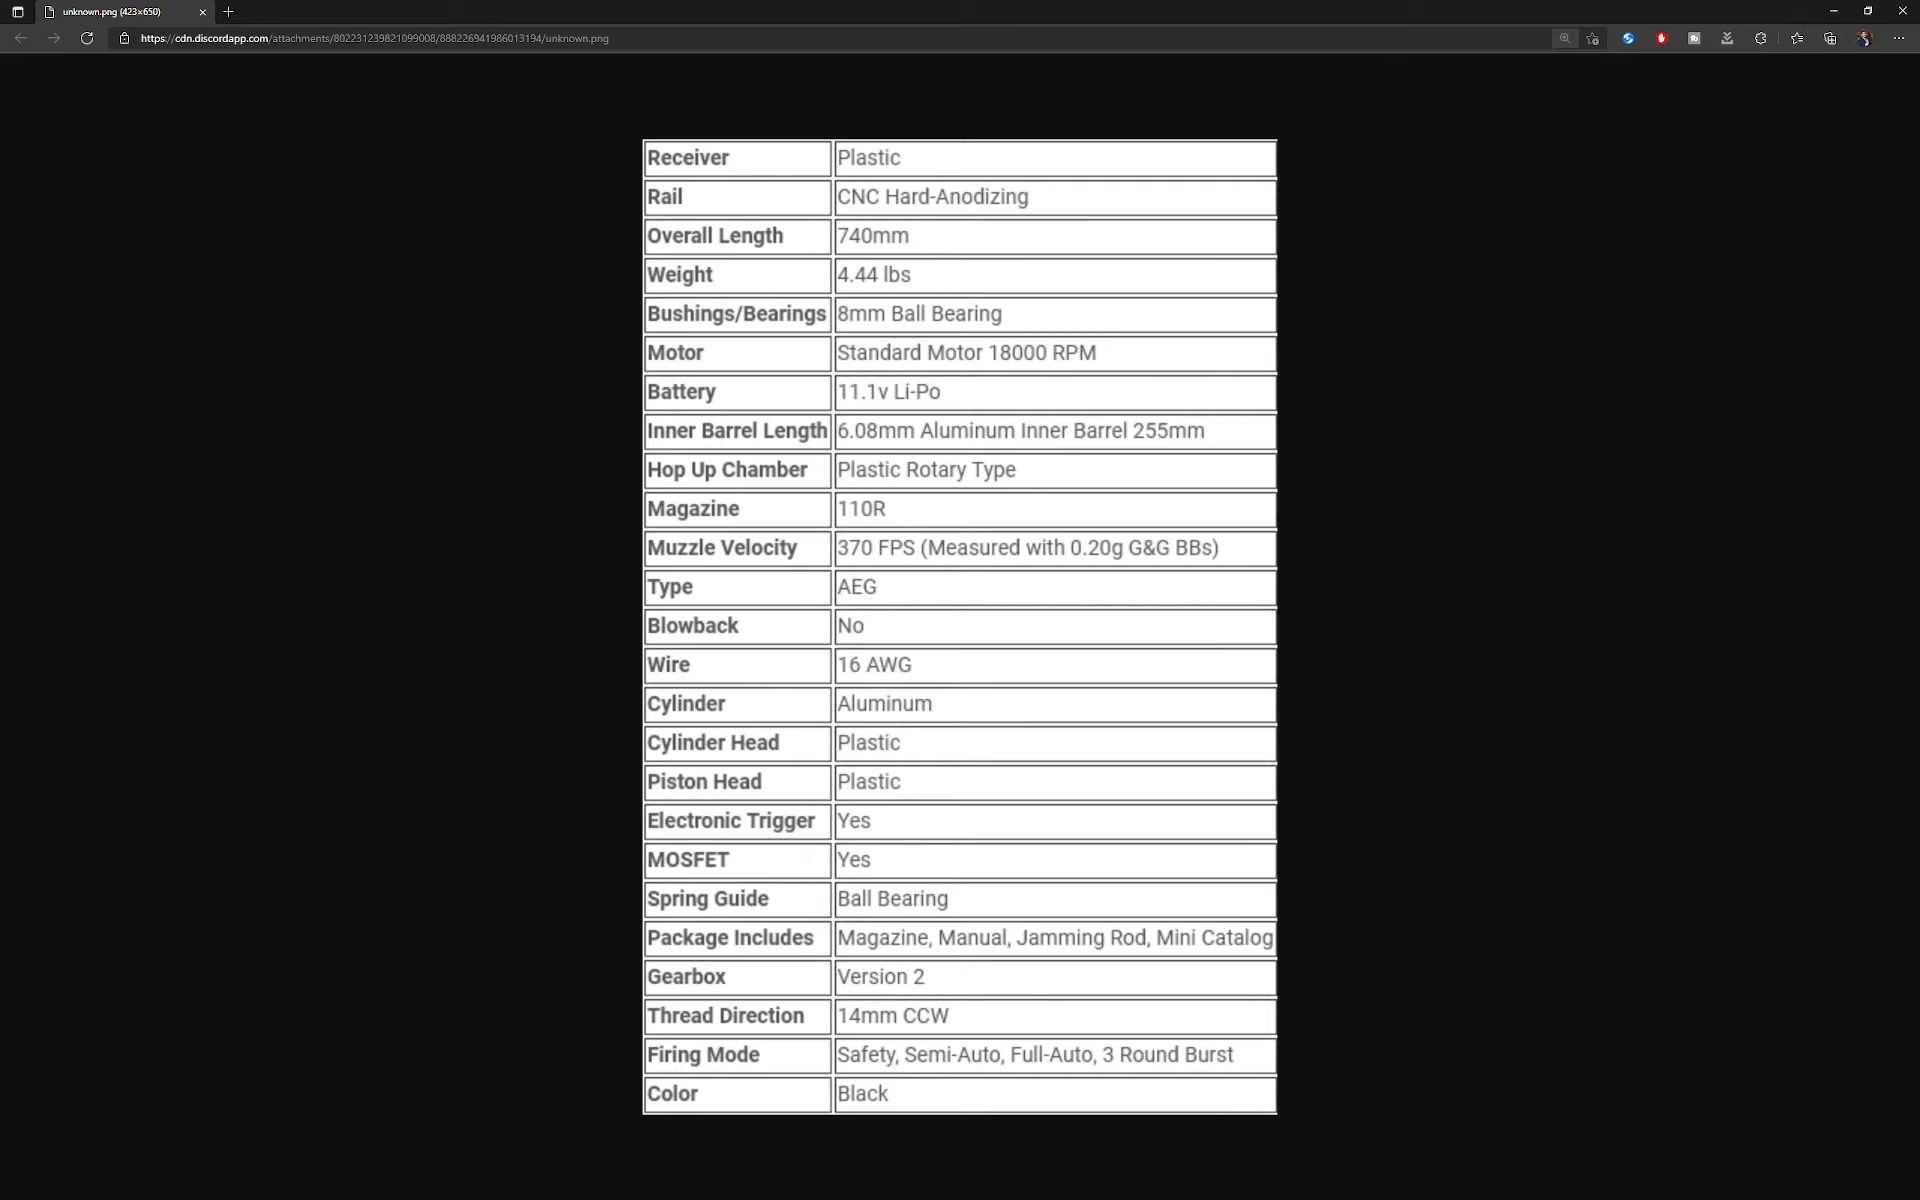 unknown.png (423×650)
https://cdn.discordapp.com/attachments/802231239821099008/888226941986013194/unknown.png
Receiver Plastic
Rail CNC Hard-Anodizing
Overall Length 740mm
Weight 4.44 lbs
Bushings/Bearings 8mm Ball Bearing
Motor Standard Motor 18000 RPM
Battery 11.1v Li-Po
Inner Barrel Length 6.08mm Aluminum Inner Barrel 255mm
Hop Up Chamber Plastic Rotary Type
Magazine 110R
Muzzle Velocity 370 FPS (Measured with 0.20g G&G BBs)
Type AEG
Blowback No
Wire 16 AWG
Cylinder Aluminum
Cylinder Head Plastic
Piston Head Plastic
Electronic Trigger Yes
MOSFET Yes
Spring Guide Ball Bearing
Package Includes Magazine, Manual, Jamming Rod, Mini Catalog
Gearbox Version 2
Thread Direction 14mm CCW
Firing Mode Safety, Semi-Auto, Full-Auto, 3 Round Burst
Color Black